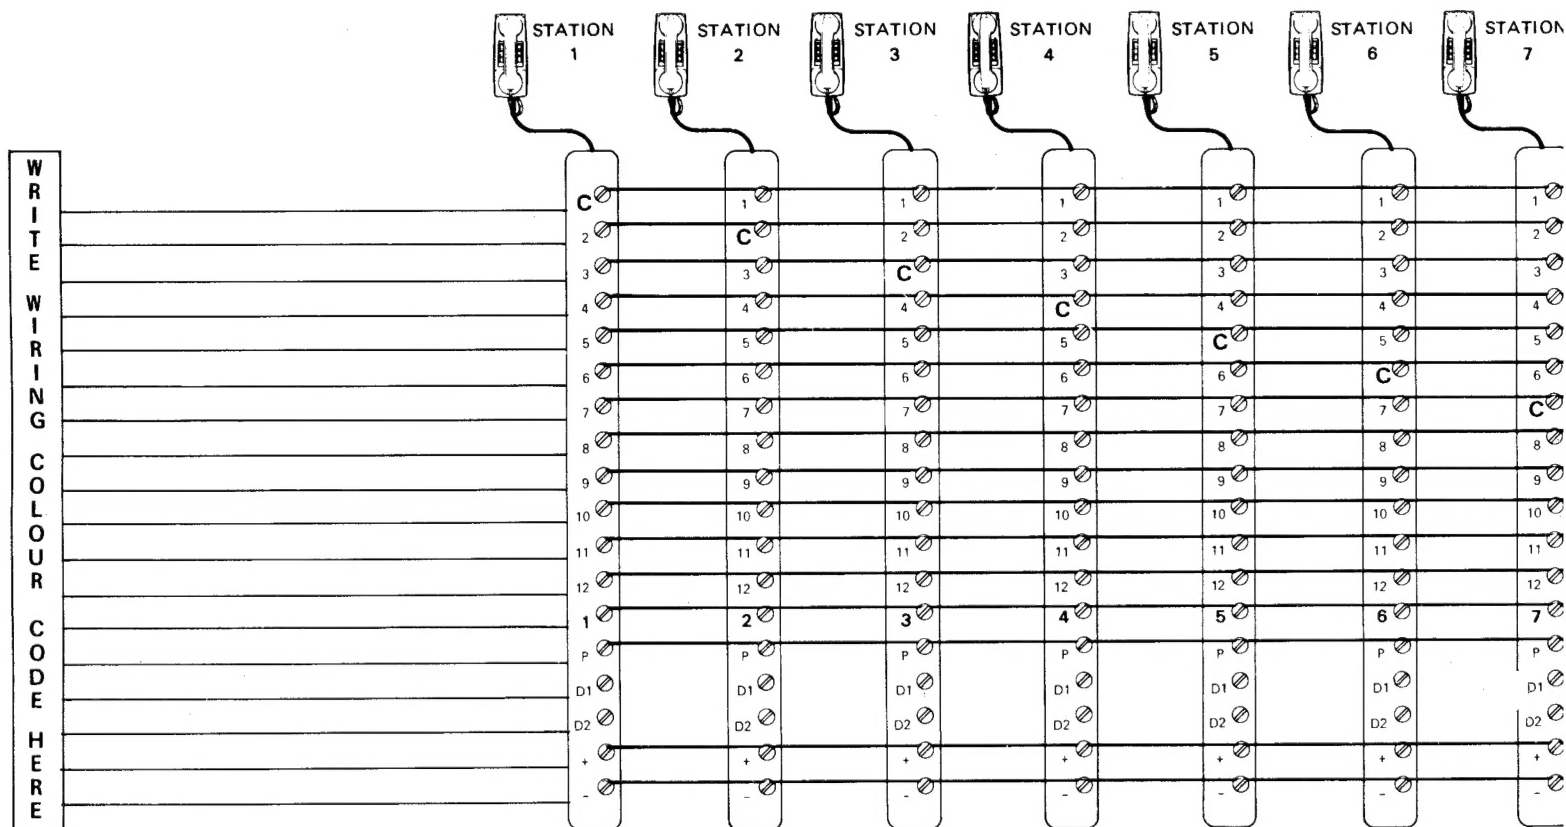 STATION 1 STATION 2 STATION 3 STATION 4 STATION 5 STATION 6 STATION 7
WRITE WIRING COLOUR CODE HERE
C 1 1 1 1 1 1
2 C 2 2 2 2 2
3 3 C 3 3 3 3
4 4 4 C 4 4 4
5 5 5 5 C 5 5
6 6 6 6 6 C 6
7 7 7 7 7 7 C
8 8 8 8 8 8 8
9 9 9 9 9 9 9
10 10 10 10 10 10 10
11 11 11 11 11 11 11
12 12 12 12 12 12 12
1 2 3 4 5 6 7
P P P P P P P
D1 D1 D1 D1 D1 D1 D1
D2 D2 D2 D2 D2 D2 D2
+ + + + + + +
- - - - - - -